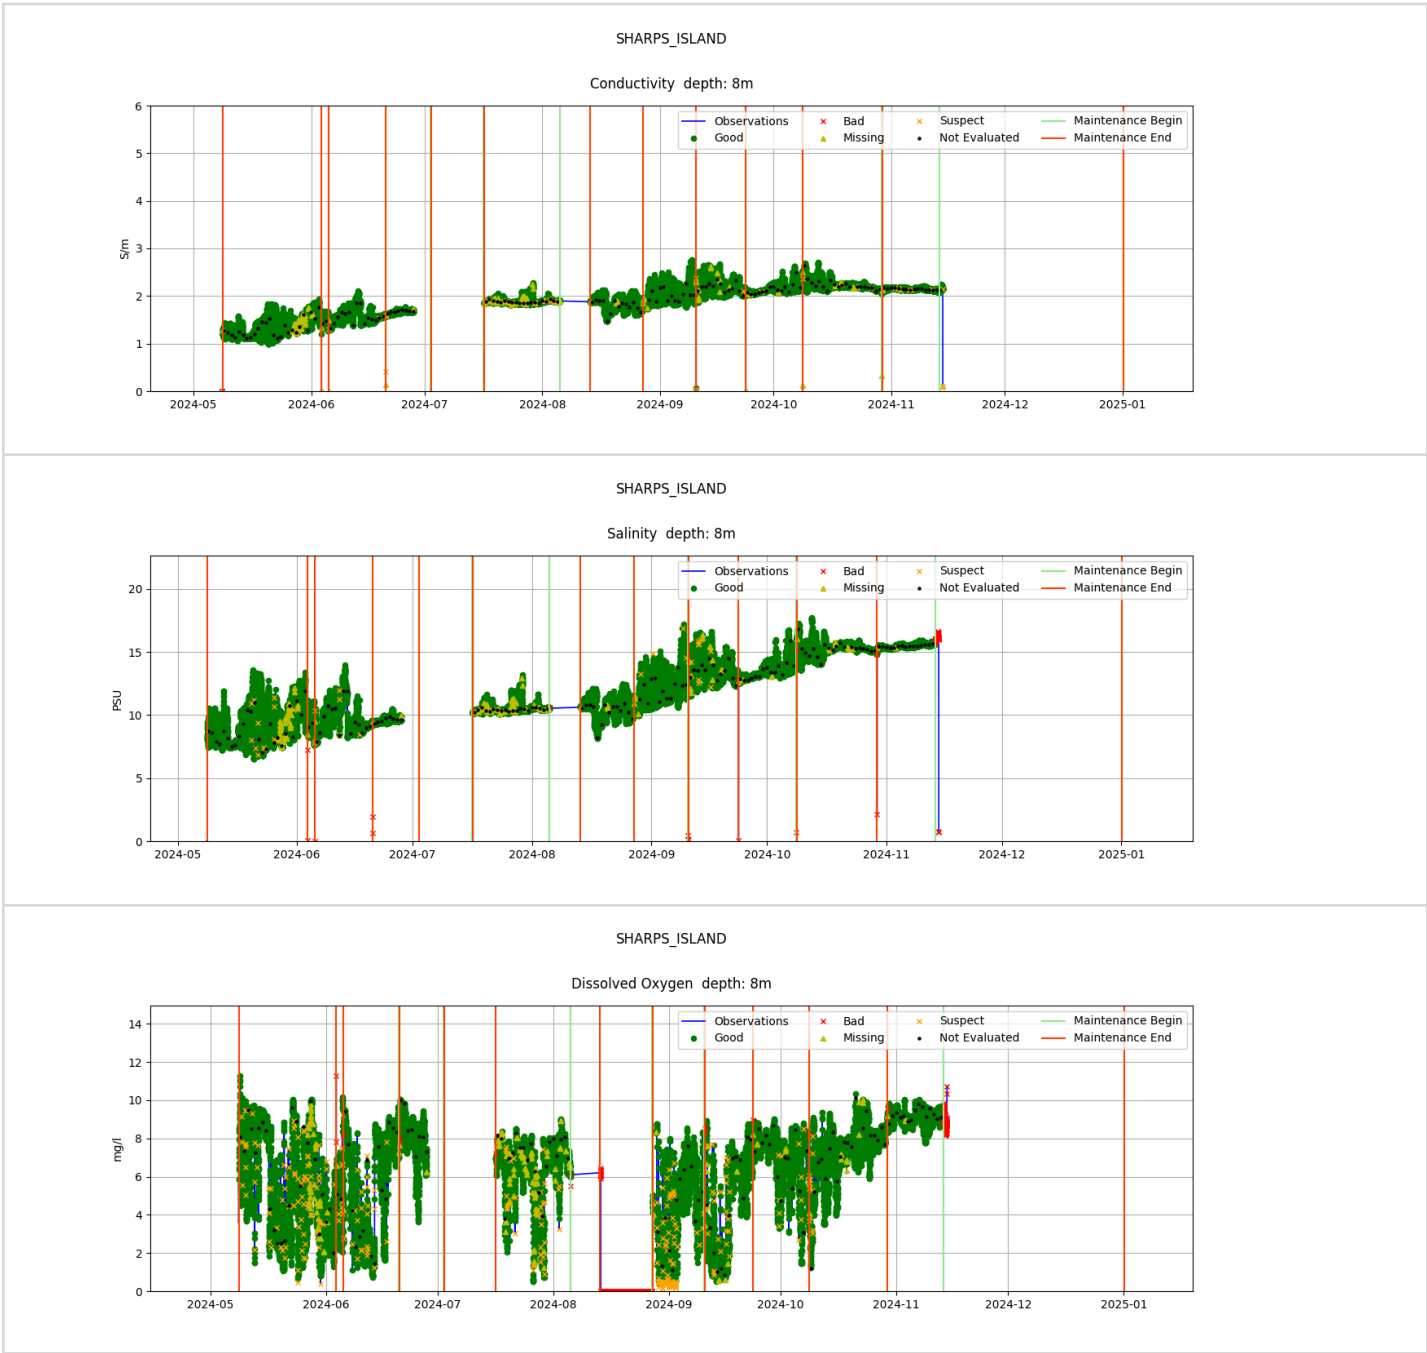 SHARPS_ISLAND
Conductivity depth: 8m
6
5
4
3
2
1
0
S/m
Observations
Good
Bad
Missing
Suspect
Not Evaluated
Maintenance Begin
Maintenance End
2024-05 2024-06 2024-07 2024-08 2024-09 2024-10 2024-11 2024-12 2025-01
SHARPS_ISLAND
Salinity depth: 8m
20
15
10
5
0
PSU
Observations
Good
Bad
Missing
Suspect
Not Evaluated
Maintenance Begin
Maintenance End
2024-05 2024-06 2024-07 2024-08 2024-09 2024-10 2024-11 2024-12 2025-01
SHARPS_ISLAND
Dissolved Oxygen depth: 8m
14
12
10
8
6
4
2
0
mg/l
Observations
Good
Bad
Missing
Suspect
Not Evaluated
Maintenance Begin
Maintenance End
2024-05 2024-06 2024-07 2024-08 2024-09 2024-10 2024-11 2024-12 2025-01